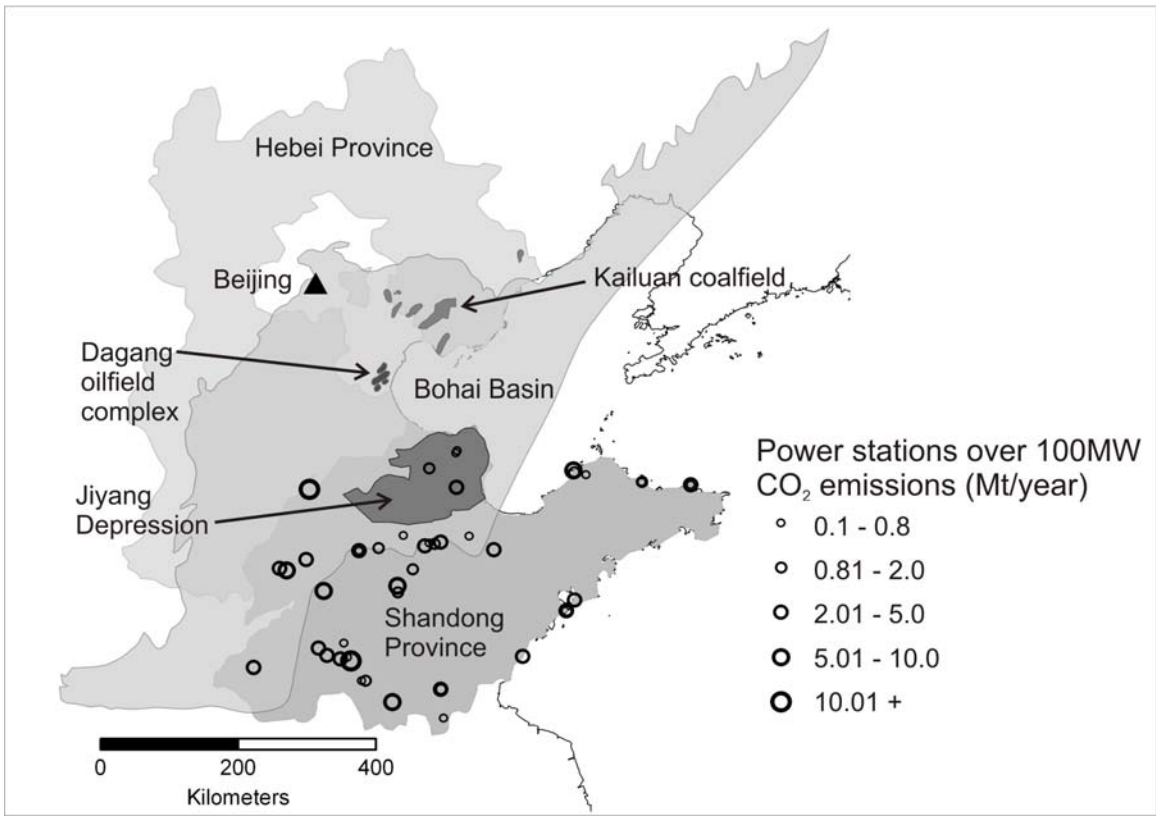 Hebei Province
Beijing
Kailuan coalfield
Dagang
oilfield
complex
Bohai Basin
Jiyang
Depression
Shandong
Province
Power stations over 100MW
CO₂ emissions (Mt/year)
0.1 - 0.8
0.81 - 2.0
2.01 - 5.0
5.01 - 10.0
10.01 +
0 200 400
Kilometers